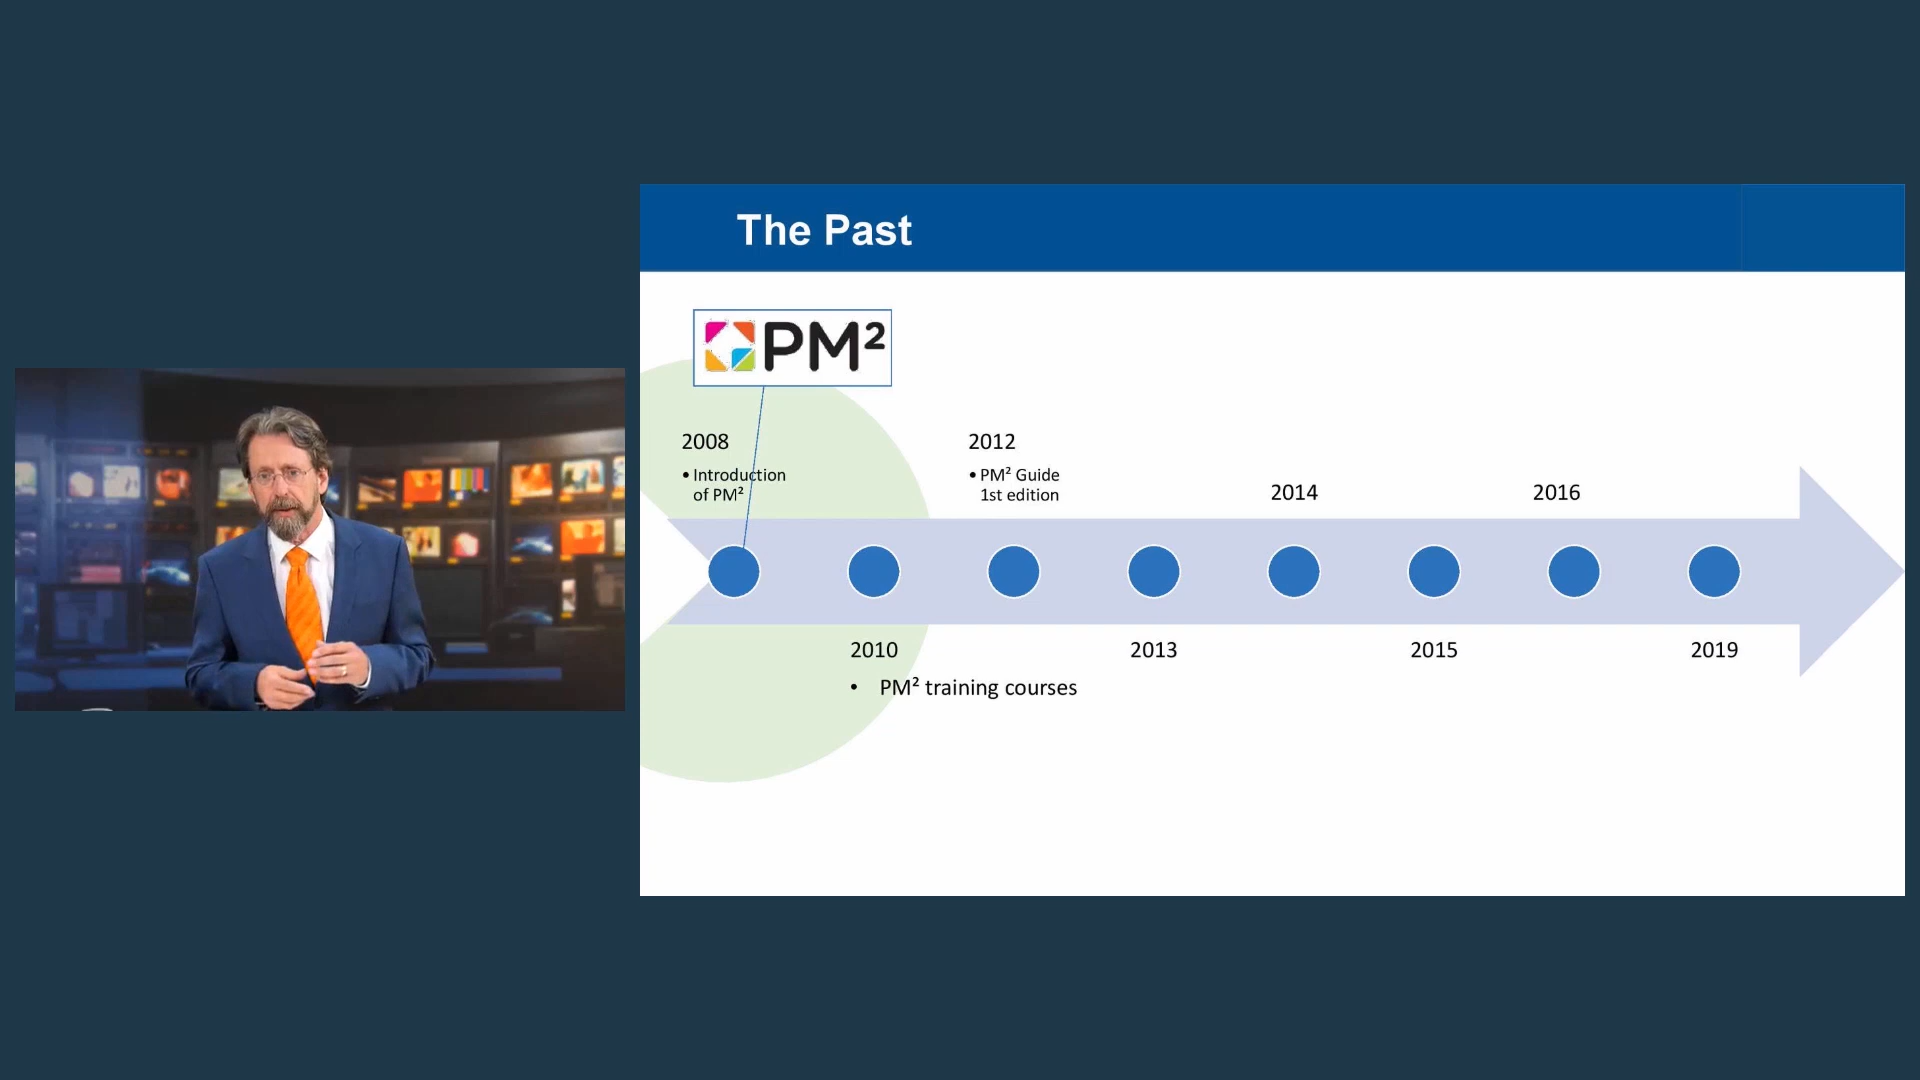 The Past
PM²
2008
• Introduction
of PM²
2012
• PM² Guide
1st edition
2014
2016
2010
• PM² training courses
2013
2015
2019